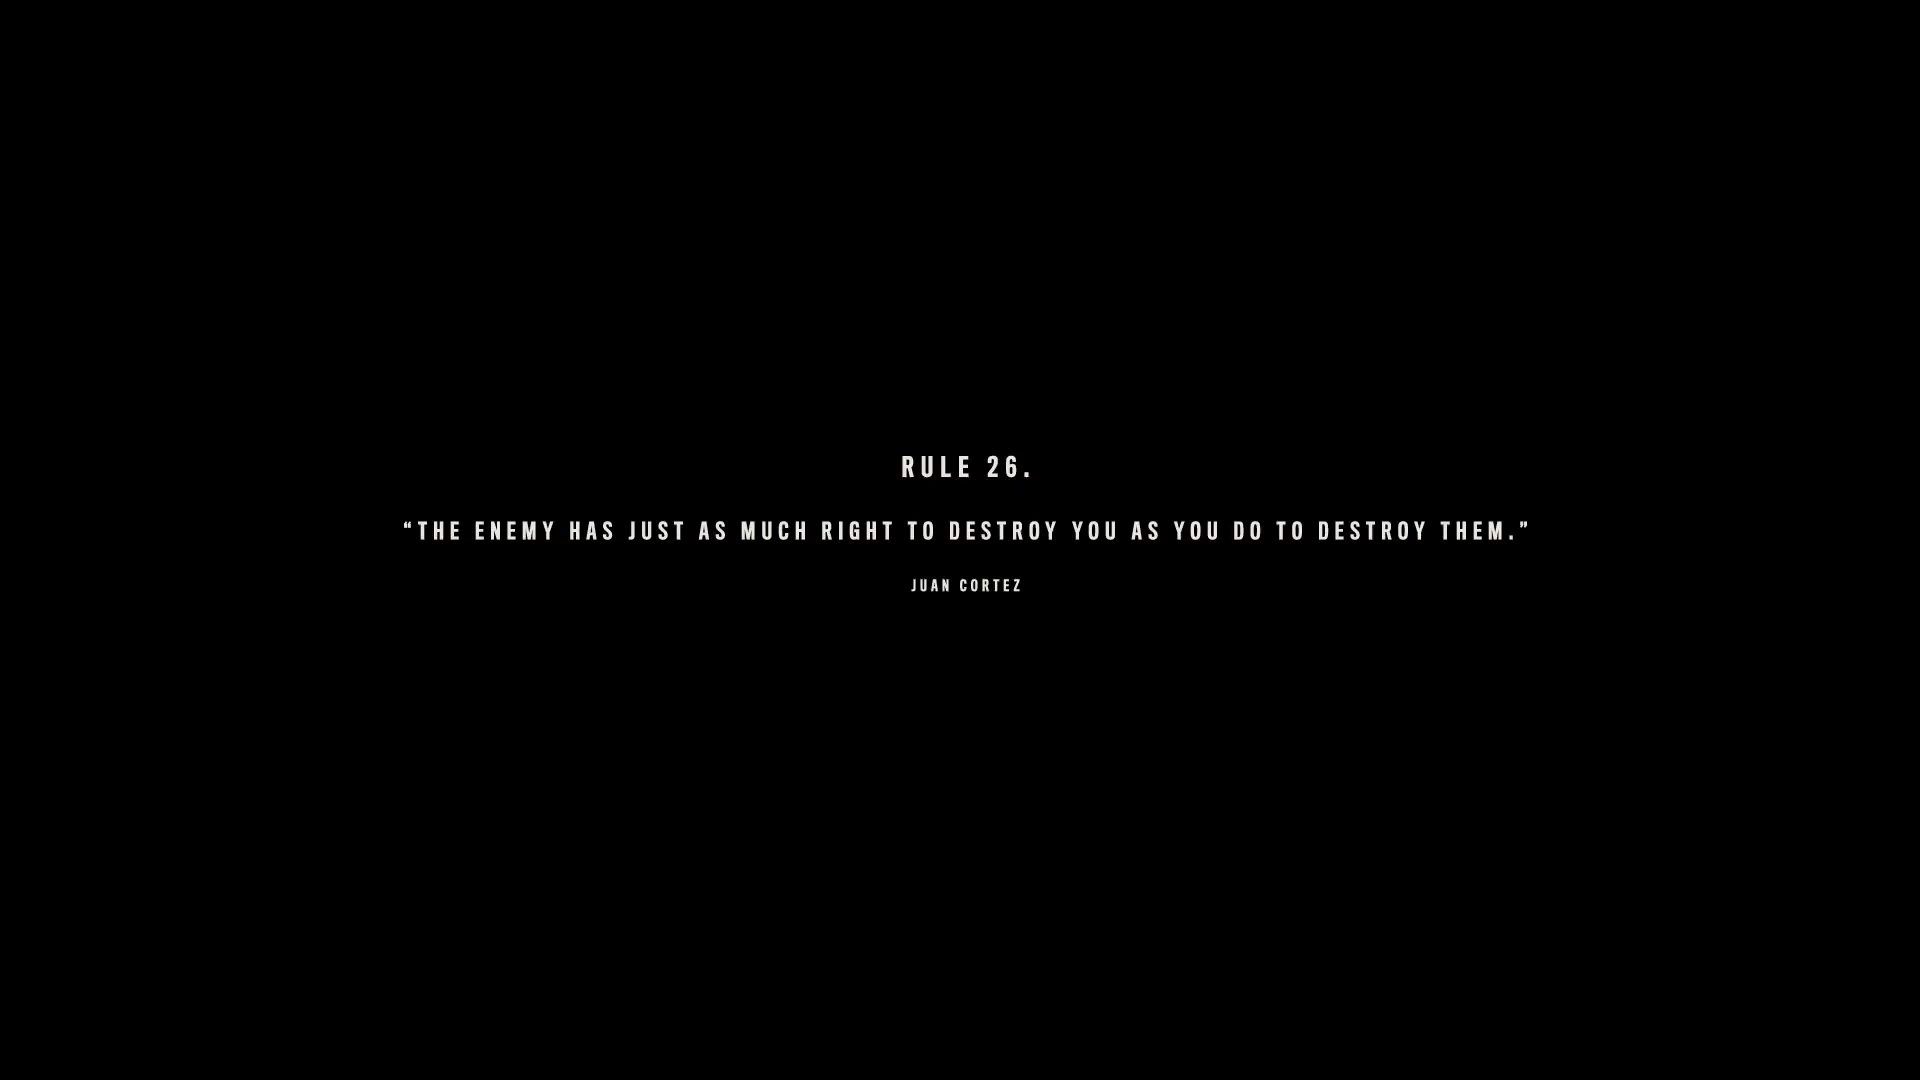 RULE 26.
“THE ENEMY HAS JUST AS MUCH RIGHT TO DESTROY YOU AS YOU DO TO DESTROY THEM.”
JUAN CORTEZ